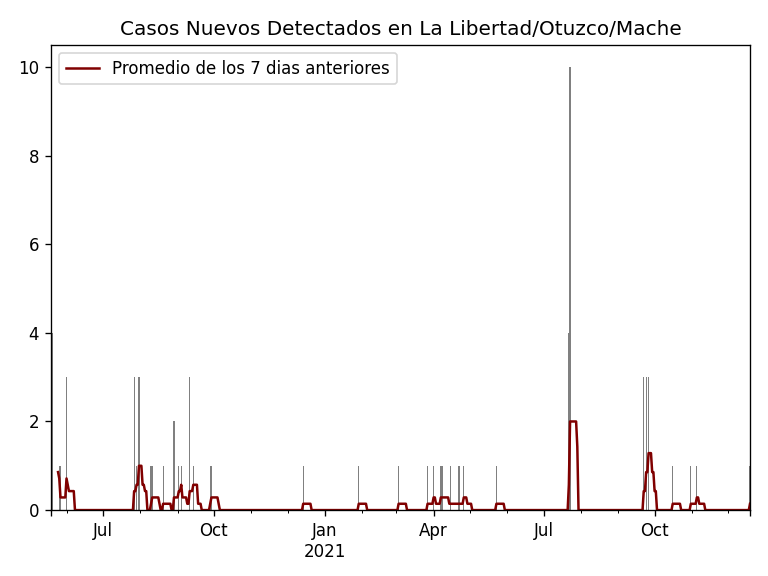 Casos Nuevos Detectados en La Libertad/Otuzco/Mache
Promedio de los 7 dias anteriores
10
8
6
4
2
0
Jul Oct Jan Apr Jul Oct
2021